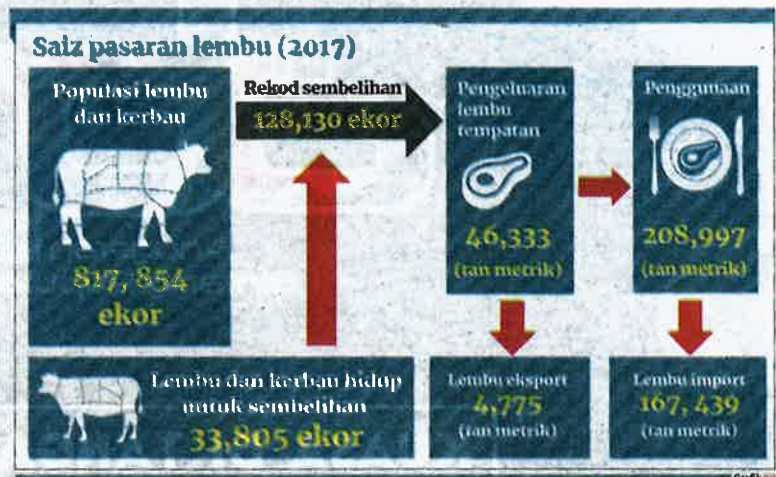 Saiz pasaran lembu (2017)
Populasi lembu
dan kerbau
817, 854
ekor
Rekod sembelihan
128,130 ekor
Pengeluaran
lembu
tempatan
46,333
(tan metrik)
Penggunaan
208,997
(tan metrik)
Lembu dan kerbau hidup
untuk sembelihan
33,805 ekor
Lembu eksport
4,775
(tan metrik)
Lembu import
167, 439
(tan metrik)